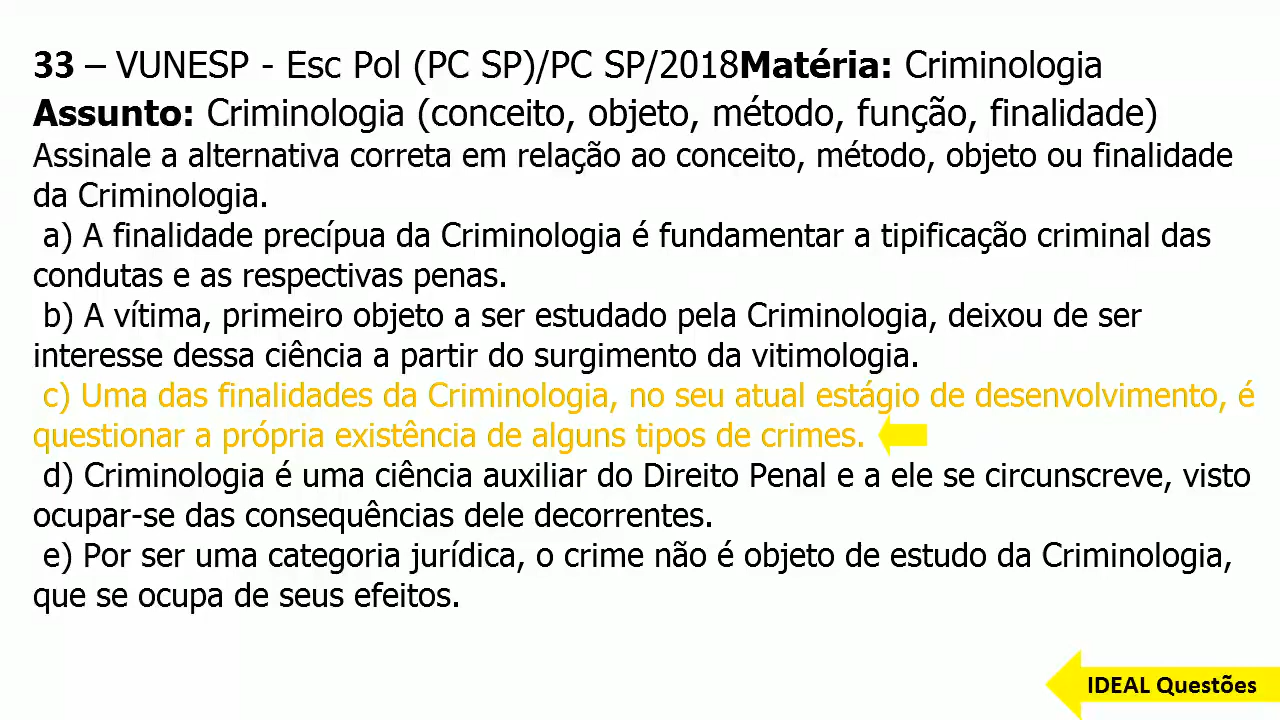 33 – VUNESP - Esc Pol (PC SP)/PC SP/2018Matéria: Criminologia
Assunto: Criminologia (conceito, objeto, método, função, finalidade)
Assinale a alternativa correta em relação ao conceito, método, objeto ou finalidade
da Criminologia.
a) A finalidade precípua da Criminologia é fundamentar a tipificação criminal das
condutas e as respectivas penas.
b) A vítima, primeiro objeto a ser estudado pela Criminologia, deixou de ser
interesse dessa ciência a partir do surgimento da vitimologia.
c) Uma das finalidades da Criminologia, no seu atual estágio de desenvolvimento, é
questionar a própria existência de alguns tipos de crimes.
d) Criminologia é uma ciência auxiliar do Direito Penal e a ele se circunscreve, visto
ocupar-se das consequências dele decorrentes.
e) Por ser uma categoria jurídica, o crime não é objeto de estudo da Criminologia,
que se ocupa de seus efeitos.
IDEAL Questões